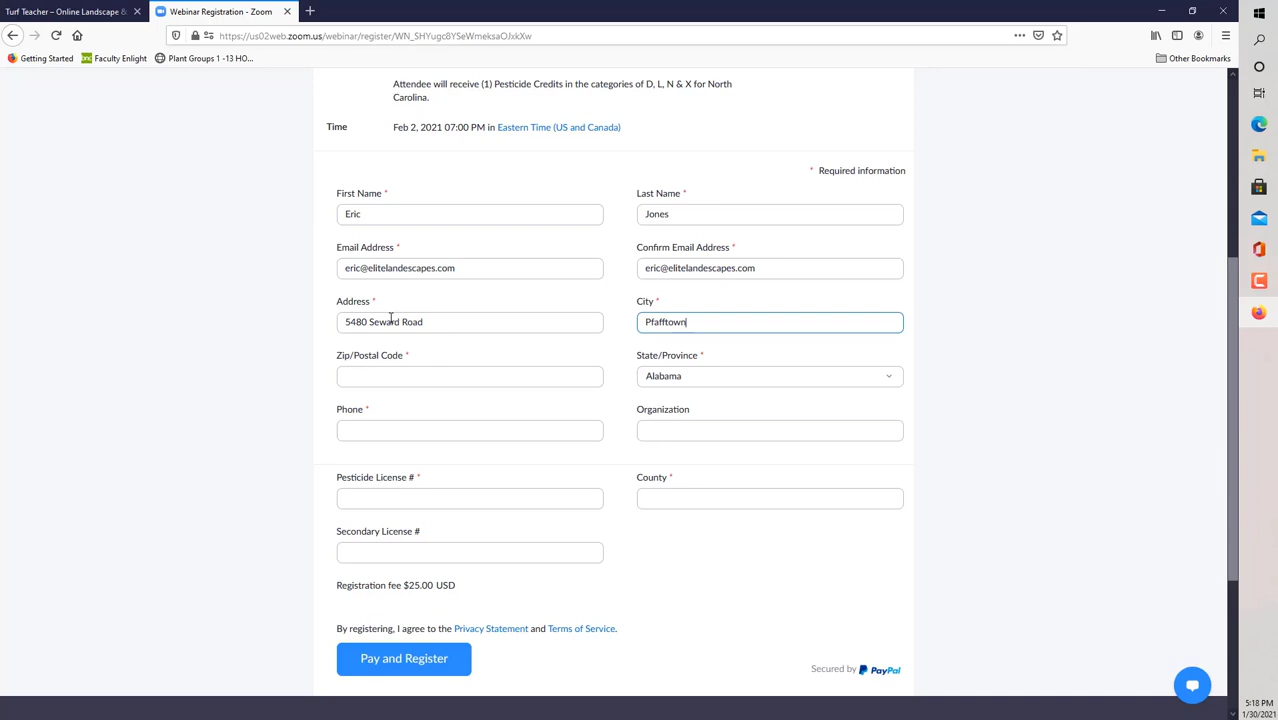 Turf Teacher – Online Landscape &
Webinar Registration - Zoom
https://us02web.zoom.us/webinar/register/WN_SHYugc8YSeWmeksaOJxkXw
Getting Started
Faculty Enlight
Plant Groups 1 -13 HO...
Other Bookmarks
Attendee will receive (1) Pesticide Credits in the categories of D, L, N & X for North
Carolina.
Time
Feb 2, 2021 07:00 PM in Eastern Time (US and Canada)
* Required information
First Name *
Last Name *
Eric
Jones
Email Address *
Confirm Email Address *
eric@elitelandescapes.com
eric@elitelandescapes.com
Address *
City *
5480 Seward Road
Pfafftown
Zip/Postal Code *
State/Province *
Alabama
Phone *
Organization
Pesticide License # *
County *
Secondary License #
Registration fee $25.00 USD
By registering, I agree to the Privacy Statement and Terms of Service.
Pay and Register
Secured by PayPal
5:18 PM
1/30/2021